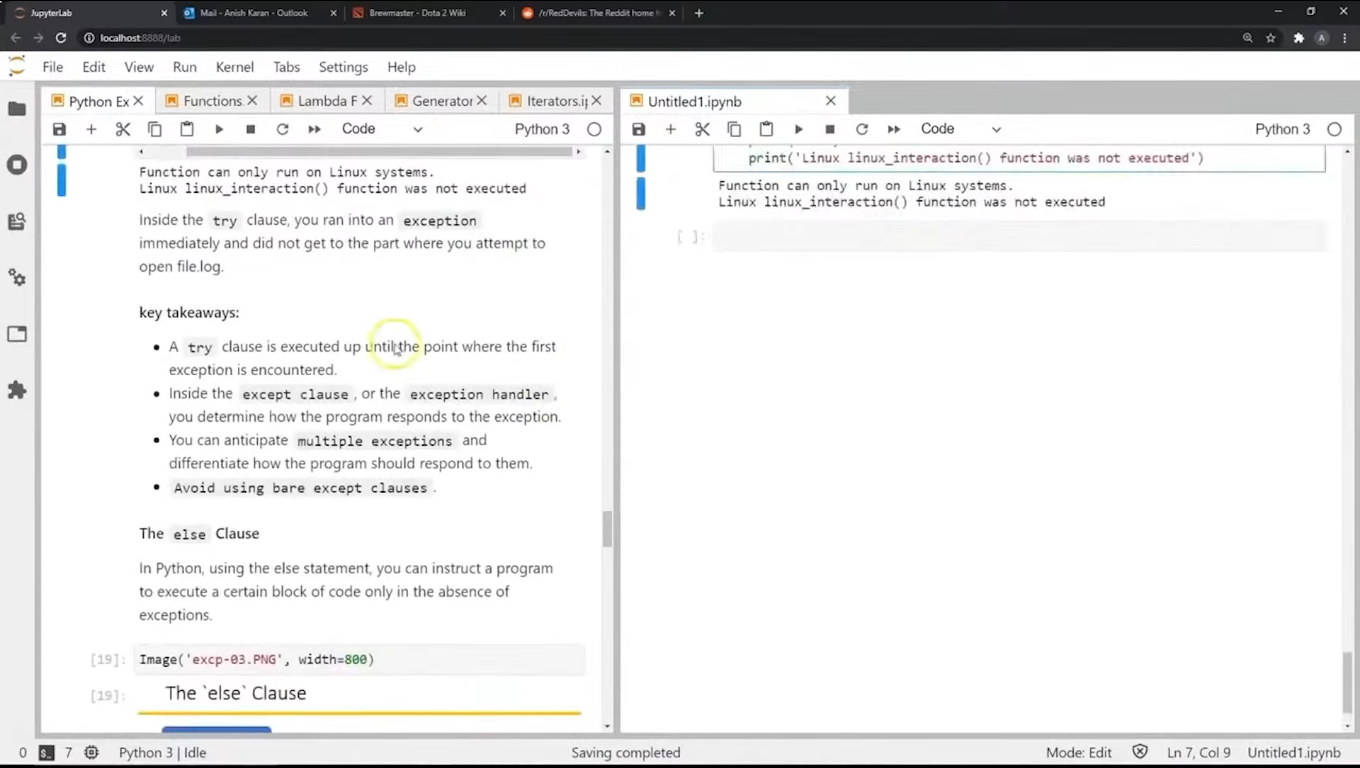 JupyterLab
Mail - Anish Karan - Outlook
Brewmaster - Dota 2 Wiki
/r/RedDevils: The Reddit home
localhost:8888/lab
A
File Edit View Run Kernel Tabs Settings Help
Python Ex
Functions.
Lambda F
Generator
Iterators.i
Code
Python 3
Function can only run on Linux systems.
Linux linux_interaction() function was not executed
Inside the try clause, you ran into an exception
immediately and did not get to the part where you attempt to
open file.log.
key takeaways:
A try clause is executed up until the point where the first
exception is encountered.
Inside the except clause, or the exception handler,
you determine how the program responds to the exception.
You can anticipate multiple exceptions and
differentiate how the program should respond to them.
Avoid using bare except clauses.
The else Clause
In Python, using the else statement, you can instruct a program
to execute a certain block of code only in the absence of
exceptions.
[19]: Image('excp-03.PNG', width=800)
[19]: The `else` Clause
Untitled1.ipynb
Code
Python 3
print('Linux linux_interaction() function was not executed')
Function can only run on Linux systems.
Linux linux_interaction() function was not executed
[ ]:
0 7 Python 3 | Idle
Saving completed
Mode: Edit
Ln 7, Col 9
Untitled1.ipynb